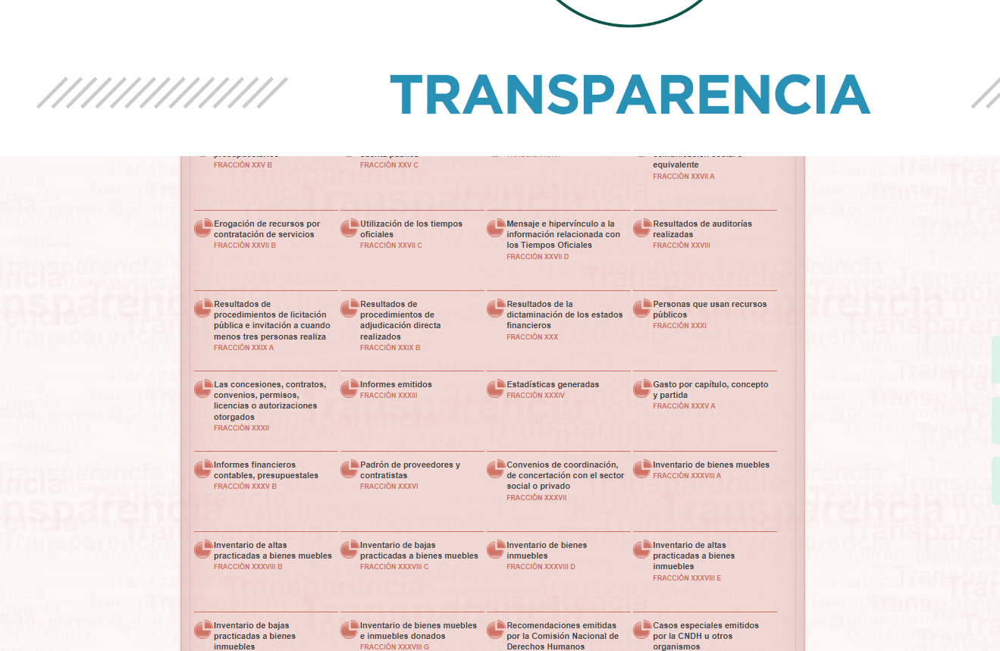 TRANSPARENCIA
FRACCIÓN XXV B
FRACCIÓN XXV C
equivalente
FRACCIÓN XXVII A
Erogación de recursos por
contratación de servicios
FRACCIÓN XXVII B
Utilización de los tiempos
oficiales
FRACCIÓN XXVII C
Mensaje e hipervínculo a la
información relacionada con
los Tiempos Oficiales
FRACCIÓN XXVII D
Resultados de auditorías
realizadas
FRACCIÓN XXVIII
Resultados de
procedimientos de licitación
pública e invitación a cuando
menos tres personas realiza
FRACCIÓN XXIX A
Resultados de
procedimientos de
adjudicación directa
realizados
FRACCIÓN XXIX B
Resultados de la
dictaminación de los estados
financieros
FRACCIÓN XXX
Personas que usan recursos
públicos
FRACCIÓN XXXI
Las concesiones, contratos,
convenios, permisos,
licencias o autorizaciones
otorgados
FRACCIÓN XXXII
Informes emitidos
FRACCIÓN XXXIII
Estadísticas generadas
FRACCIÓN XXXIV
Gasto por capítulo, concepto
y partida
FRACCIÓN XXXV A
Informes financieros
contables, presupuestales
FRACCIÓN XXXV B
Padrón de proveedores y
contratistas
FRACCIÓN XXXVI
Convenios de coordinación,
de concertación con el sector
social o privado
FRACCIÓN XXXVII
Inventario de bienes muebles
FRACCIÓN XXXVIII A
Inventario de altas
practicadas a bienes muebles
FRACCIÓN XXXVIII B
Inventario de bajas
practicadas a bienes muebles
FRACCIÓN XXXVIII C
Inventario de bienes
inmuebles
FRACCIÓN XXXVIII D
Inventario de altas
practicadas a bienes
inmuebles
FRACCIÓN XXXVIII E
Inventario de bajas
practicadas a bienes
inmuebles
Inventario de bienes muebles
e inmuebles donados
FRACCIÓN XXXVIII G
Recomendaciones emitidas
por la Comisión Nacional de
Derechos Humanos
Casos especiales emitidos
por la CNDH u otros
organismos